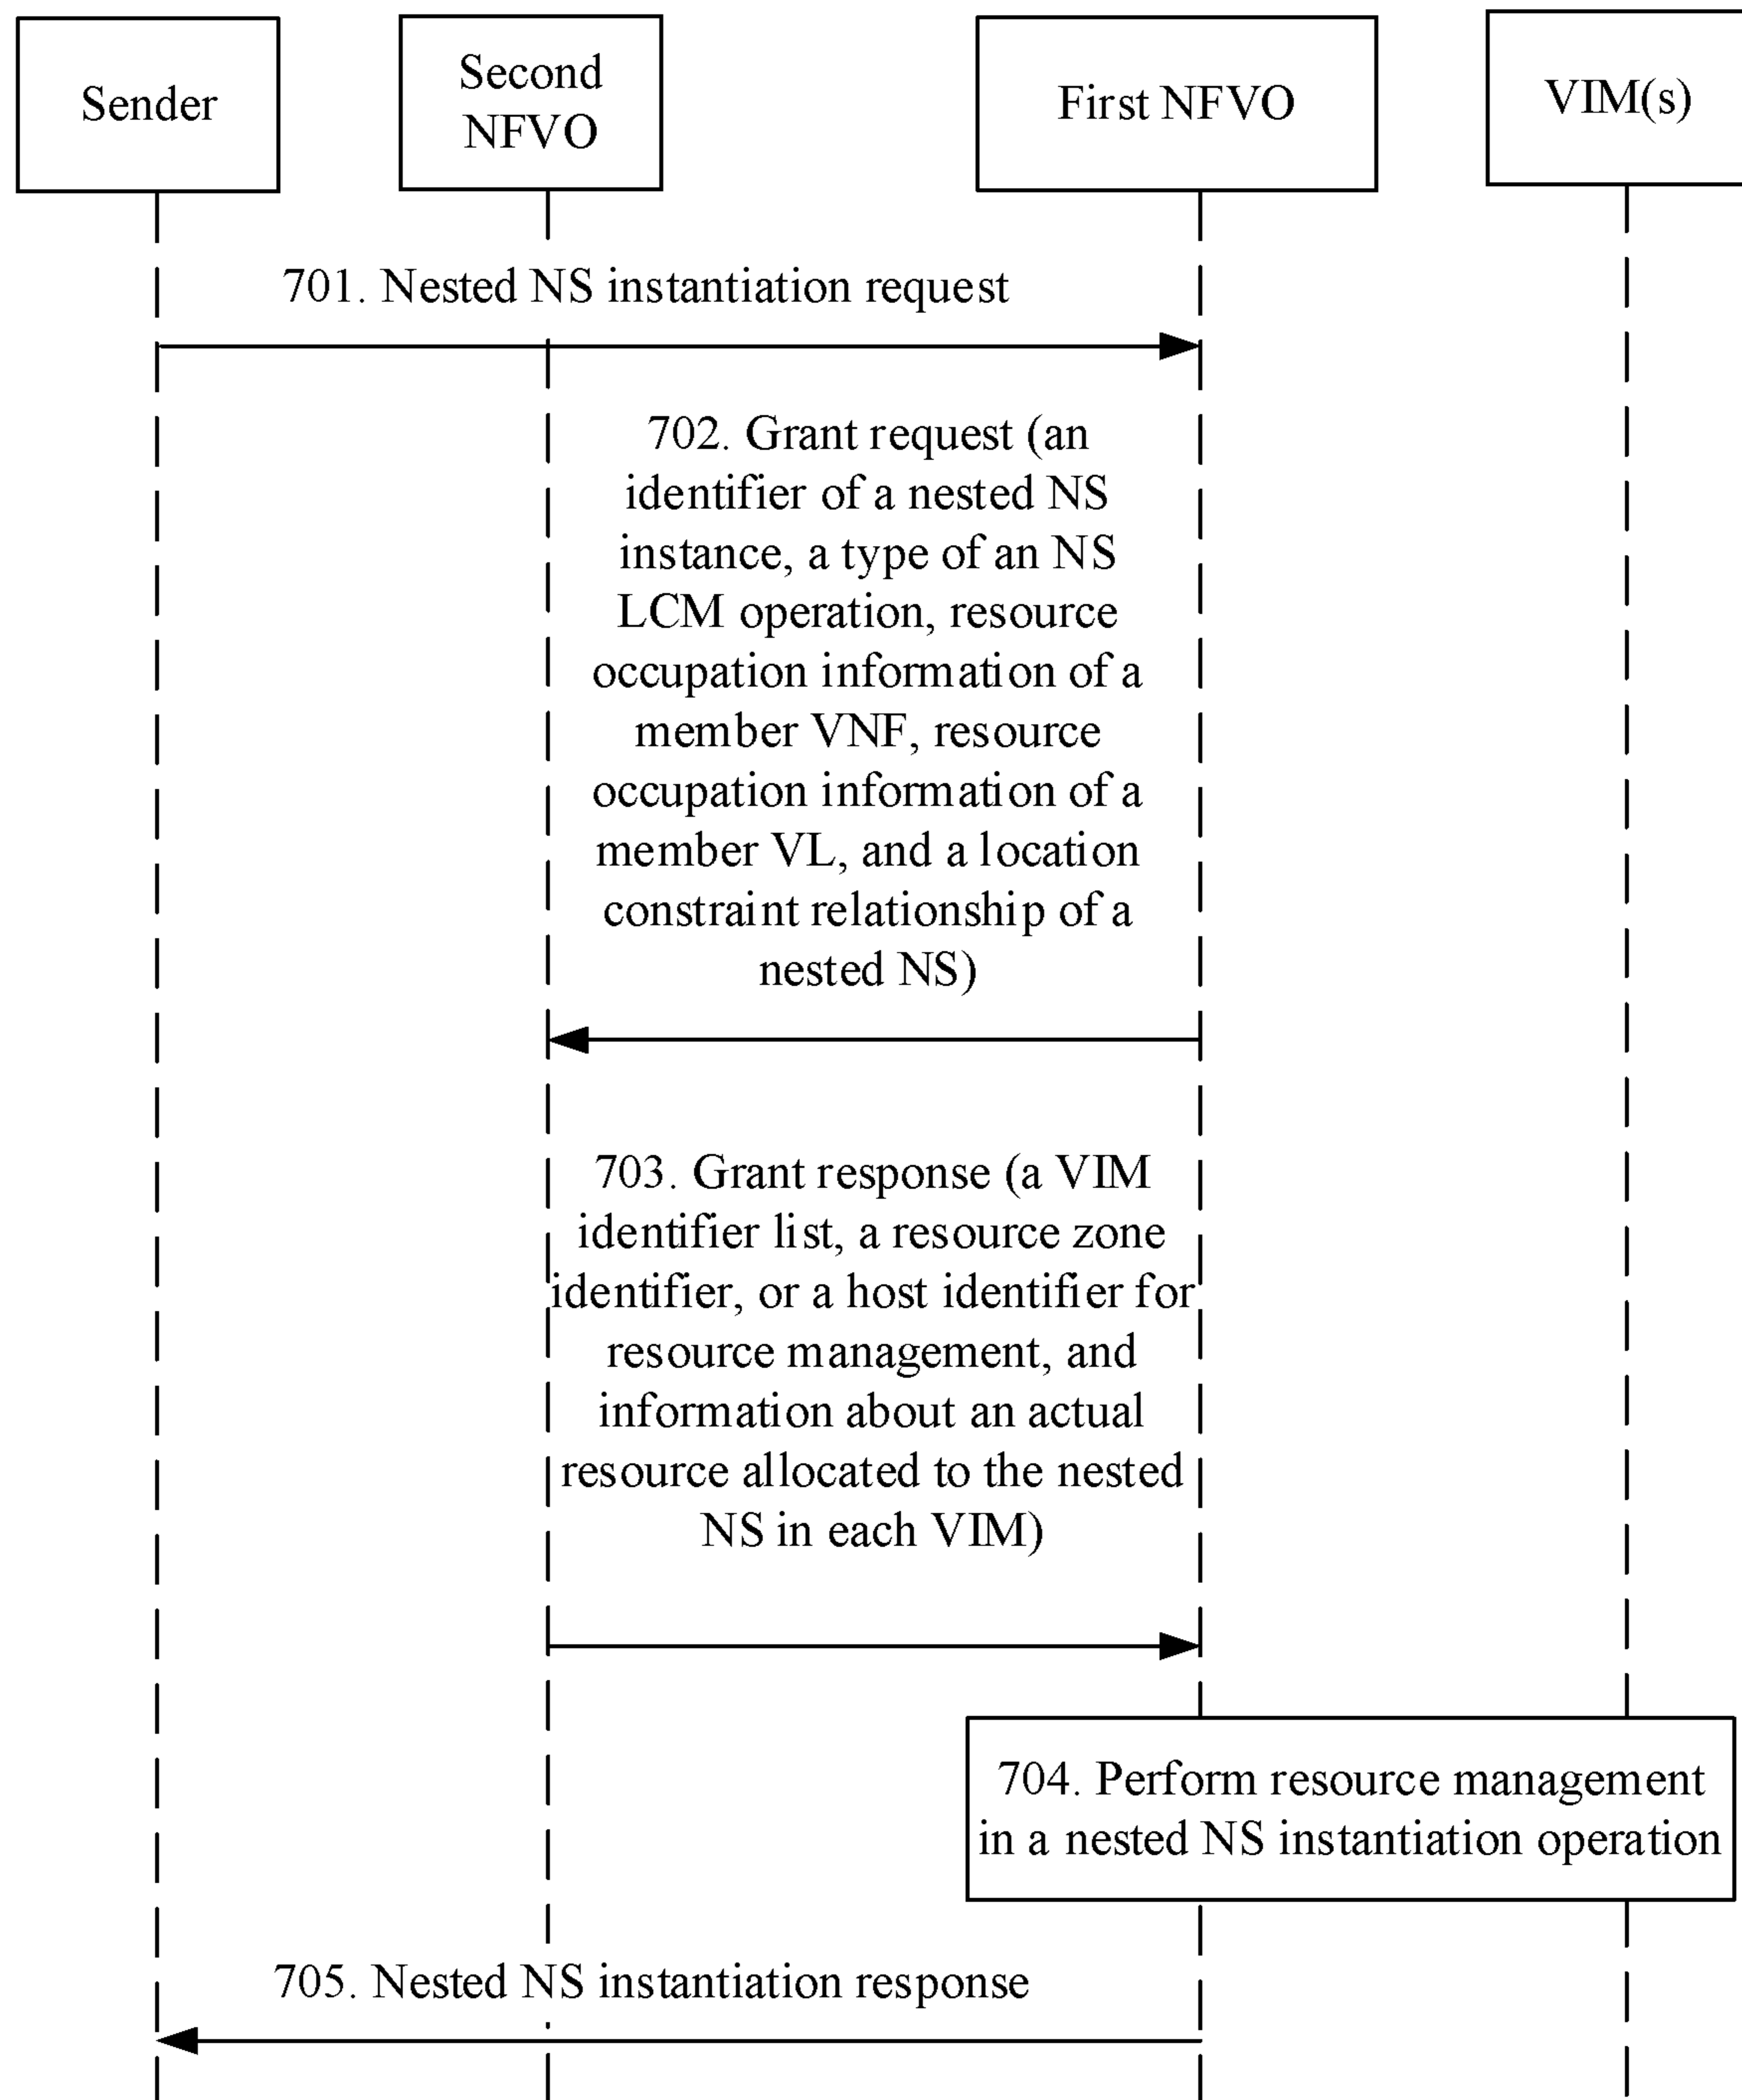 Sender
Second
NFVO
First NFVO
VIM(s)
701. Nested NS instantiation request
702. Grant request (an
identifier of a nested NS
instance, a type of an NS
LCM operation, resource
occupation information of a
member VNF, resource
occupation information of a
member VL, and a location
constraint relationship of a
nested NS)
703. Grant response (a VIM
identifier list, a resource zone
identifier, or a host identifier for
resource management, and
information about an actual
resource allocated to the nested
NS in each VIM)
704. Perform resource management
in a nested NS instantiation operation
705. Nested NS instantiation response